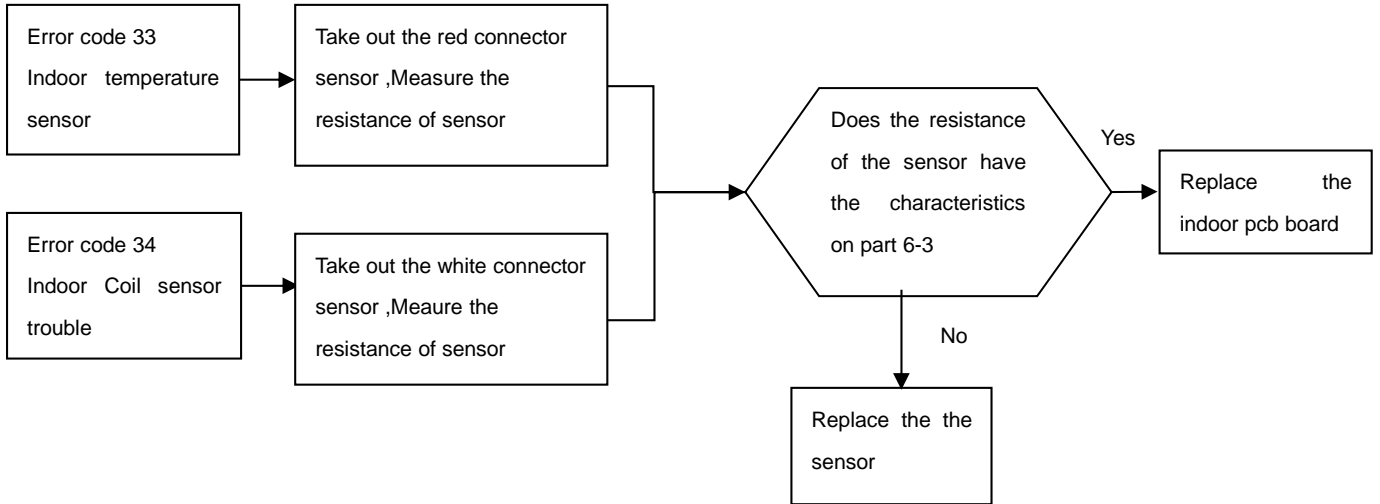 Error code 33
Indoor temperature
sensor
Take out the red connector
sensor ,Measure the
resistance of sensor
Error code 34
Indoor Coil sensor
trouble
Take out the white connector
sensor ,Meaure the
resistance of sensor
Does the resistance
of the sensor have
the characteristics
on part 6-3
Yes
Replace the
indoor pcb board
No
Replace the the
sensor